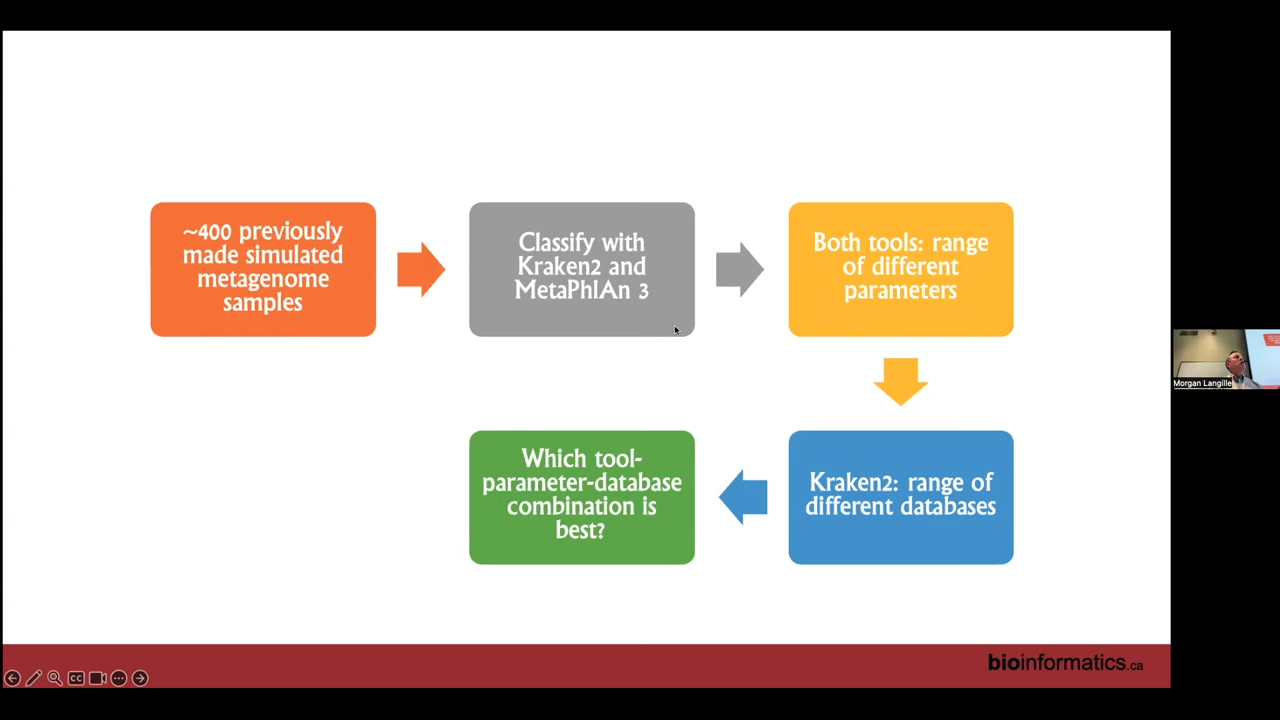 ~400 previously
made simulated
metagenome
samples
Classify with
Kraken2 and
MetaPhlAn 3
Both tools: range
of different
parameters
Kraken2: range of
different databases
Which tool-
parameter-database
combination is
best?
Morgan Langille
bioinformatics.ca
CC